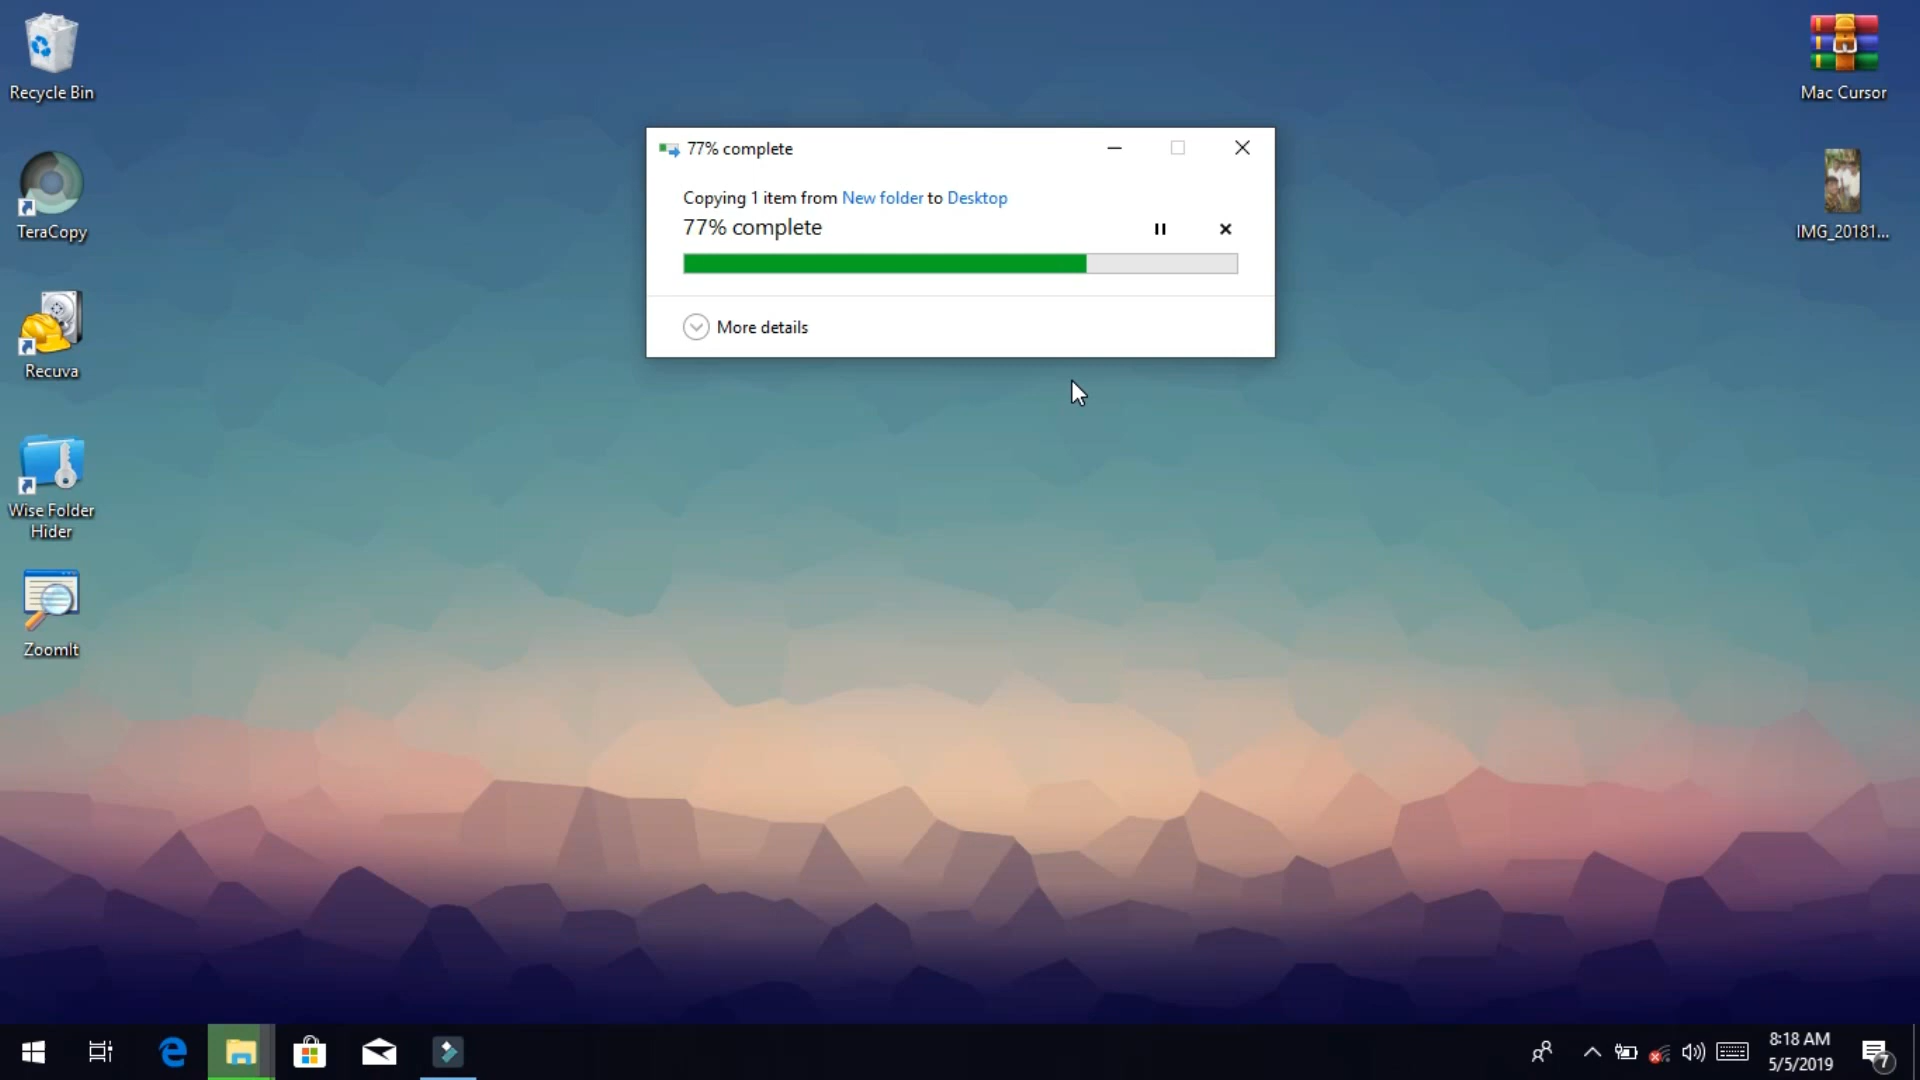 Recycle Bin
TeraCopy
Recuva
Wise Folder
Hider
ZoomIt
77% complete
Copying 1 item from New folder to Desktop
77% complete
More details
Mac Cursor
IMG_20181...
8:18 AM
5/5/2019
7